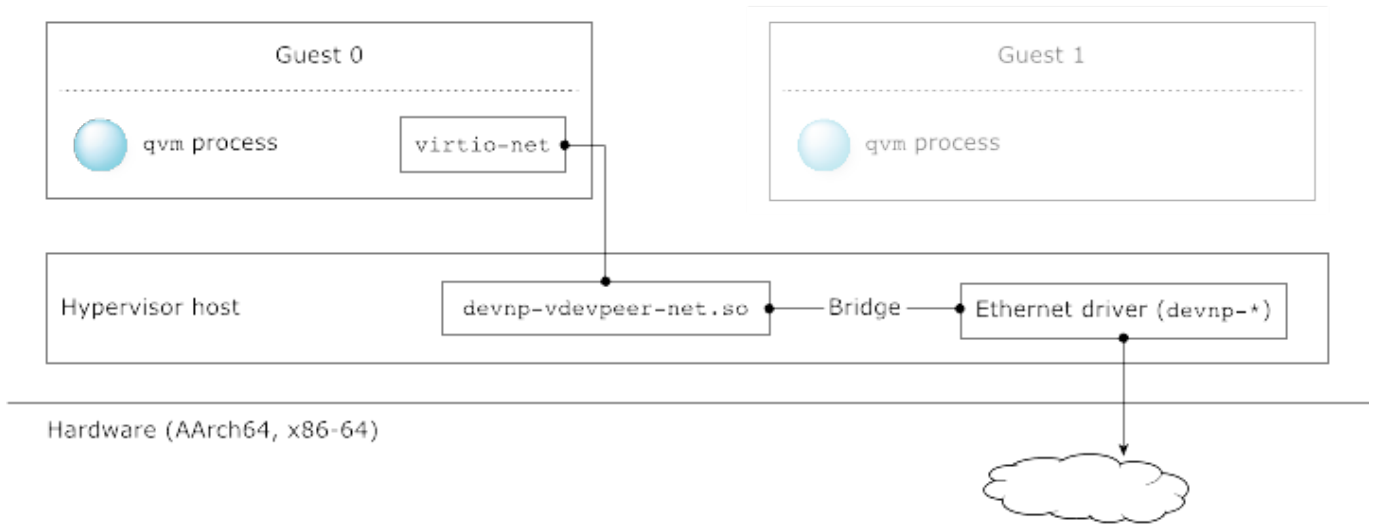 Guest 0
Guest 1
qvm process
virtio-net
qvm process
Hypervisor host
devnp-vdevpeer-net.so
Bridge
Ethernet driver (devnp-*)
Hardware (AArch64, x86-64)